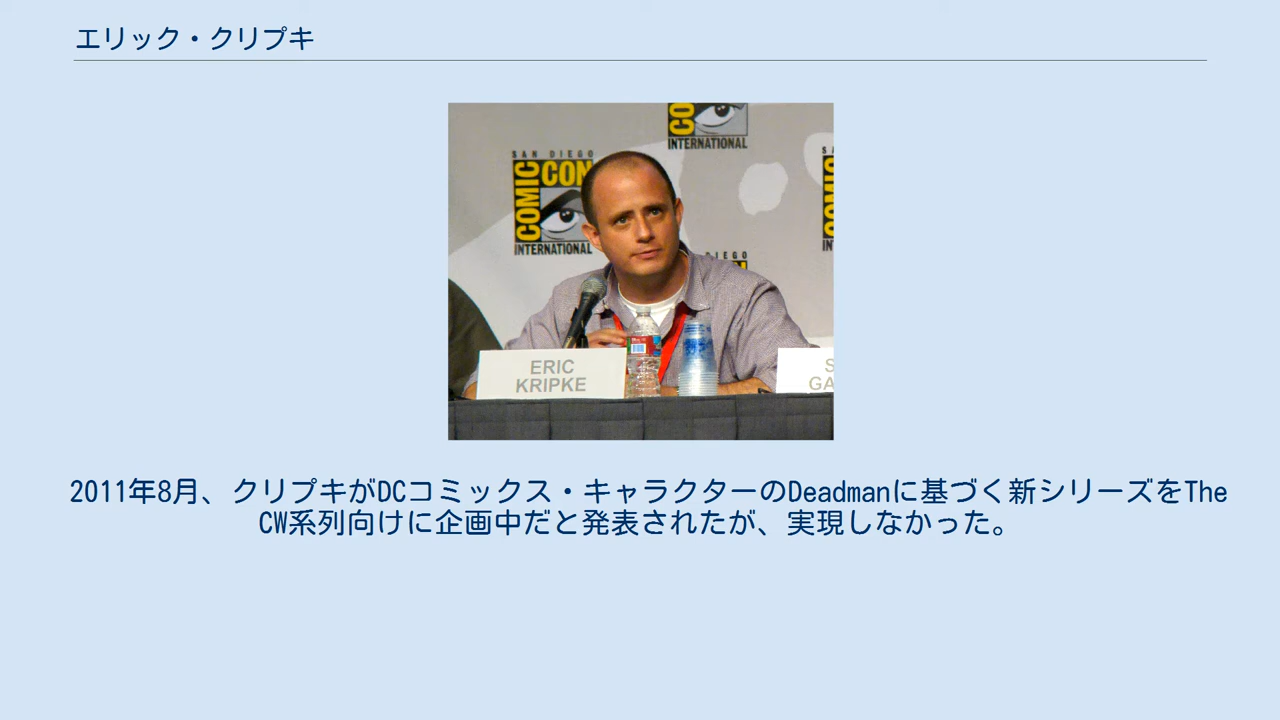 エリック・クリプキ
CO
INTERNATIONAL
SAN DIEGO
COMIC
CON
INTERNATIONAL
ERIC
KRIPKE
S
GA
2011年8月、クリプキがDCコミックス・キャラクターのDeadmanに基づく新シリーズをThe
CW系列向けに企画中だと発表されたが、実現しなかった。